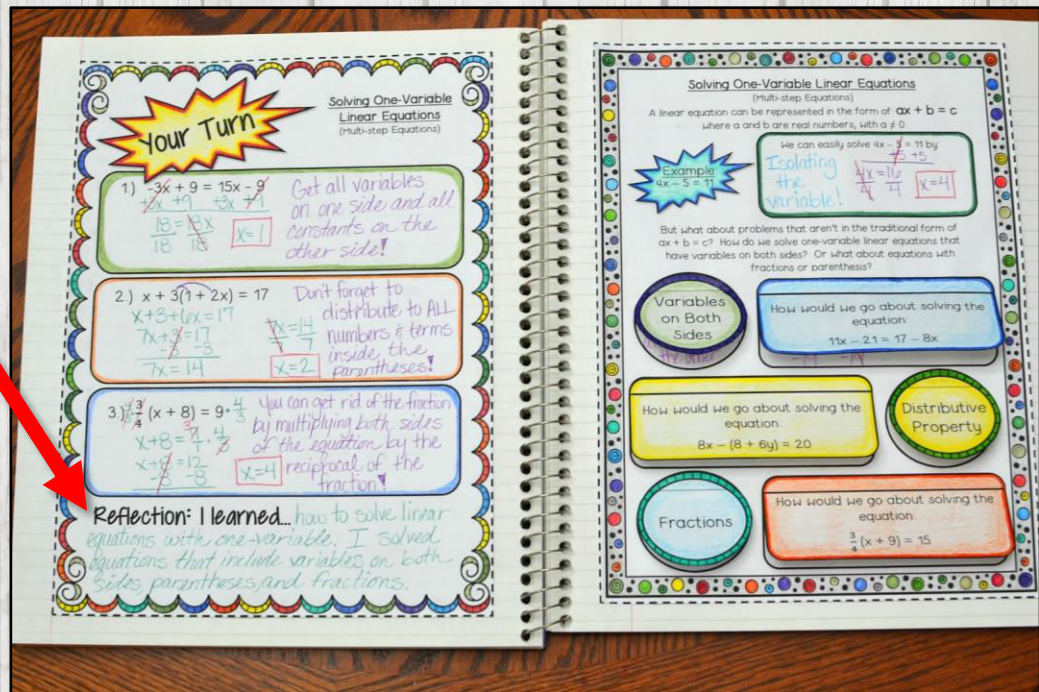 Your Turn
Solving One-Variable
Linear Equations
(Multi-step Equations)
1.) -3x + 9 = 15x - 9
+3x +9 +3x +9
18 = 18x
18 18
x=1
Get all variables
on one side and all
constants on the
other side!
2.) x + 3(1 + 2x) = 17
x+3+6x=17
7x+3=17
-3 -3
7x = 14
7x=14
7 7
x=2
Don't forget to
distribute to ALL
numbers & terms
inside the
parentheses!
3.) 4/3 · 3/4 (x + 8) = 9 · 4/3
x+8=
x+8=12
-8 -8
x=4
You can get rid of the fraction
by multiplying both sides
of the equation by the
reciprocal of the
fraction!
Reflection: I learned... how to solve linear
equations with one-variable. I solved
equations that include variables on both
sides, parentheses, and fractions.
Solving One-Variable Linear Equations
(Multi-step Equations)
A linear equation can be represented in the form of: ax + b = c
where a and b are real numbers, with a ≠ 0.
Example
4x - 5 = 11
We can easily solve 4x - 5 = 11 by:
+5 +5
Isolating
the
variable!
4x=16
4 4
x=4
But what about problems that aren't in the traditional form of
ax + b = c? How do we solve one-variable linear equations that
have variables on both sides? Or what about equations with
fractions or parenthesis?
Variables
on Both
Sides
the other
How would we go about solving the
equation:
11x - 21 = 17 - 8x
How would we go about solving the
equation:
8x - (8 + 6y) = 20
Distributive
Property
Fractions
How would we go about solving the
equation:
3/4 (x + 9) = 15